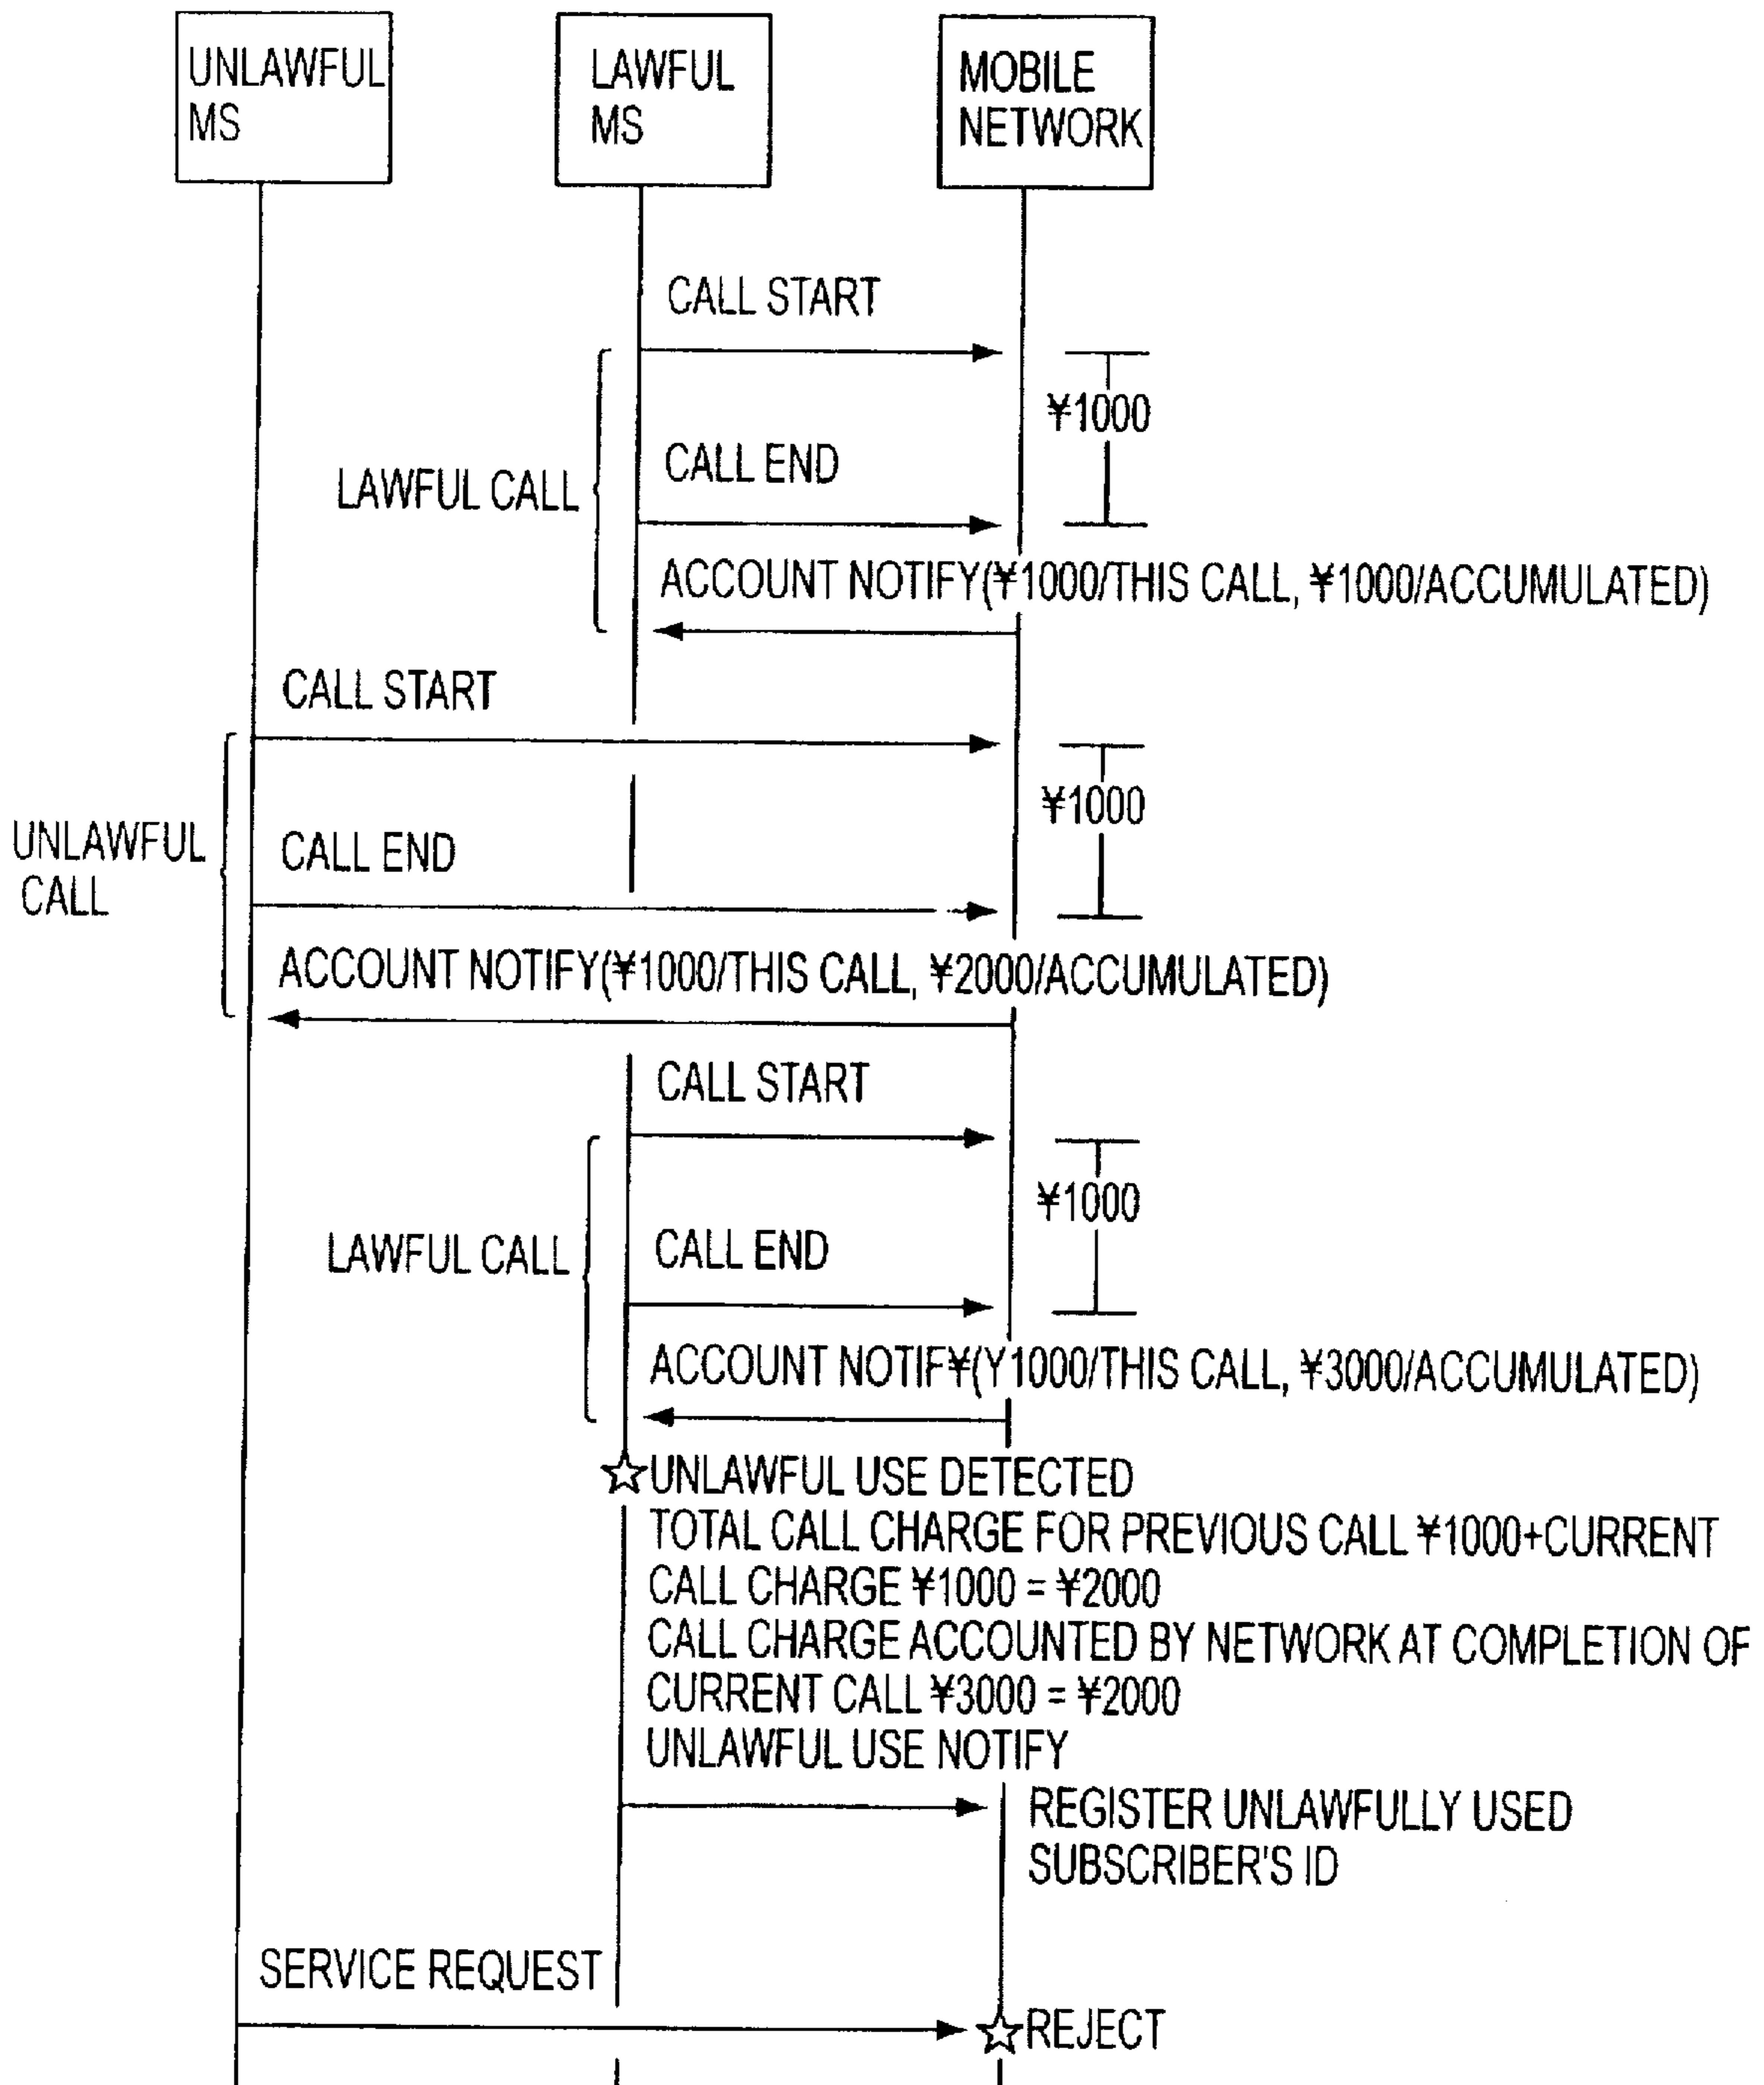 UNLAWFUL
MS
LAWFUL
MS
MOBILE
NETWORK
CALL START
¥1000
CALL END
LAWFUL CALL
ACCOUNT NOTIFY(¥1000/THIS CALL, ¥1000/ACCUMULATED)
CALL START
¥1000
UNLAWFUL
CALL
CALL END
ACCOUNT NOTIFY(¥1000/THIS CALL, ¥2000/ACCUMULATED)
CALL START
¥1000
LAWFUL CALL
CALL END
ACCOUNT NOTIF¥(Y1000/THIS CALL, ¥3000/ACCUMULATED)
☆UNLAWFUL USE DETECTED
TOTAL CALL CHARGE FOR PREVIOUS CALL ¥1000+CURRENT
CALL CHARGE ¥1000 = ¥2000
CALL CHARGE ACCOUNTED BY NETWORK AT COMPLETION OF
CURRENT CALL ¥3000 = ¥2000
UNLAWFUL USE NOTIFY
REGISTER UNLAWFULLY USED
SUBSCRIBER'S ID
SERVICE REQUEST
☆REJECT